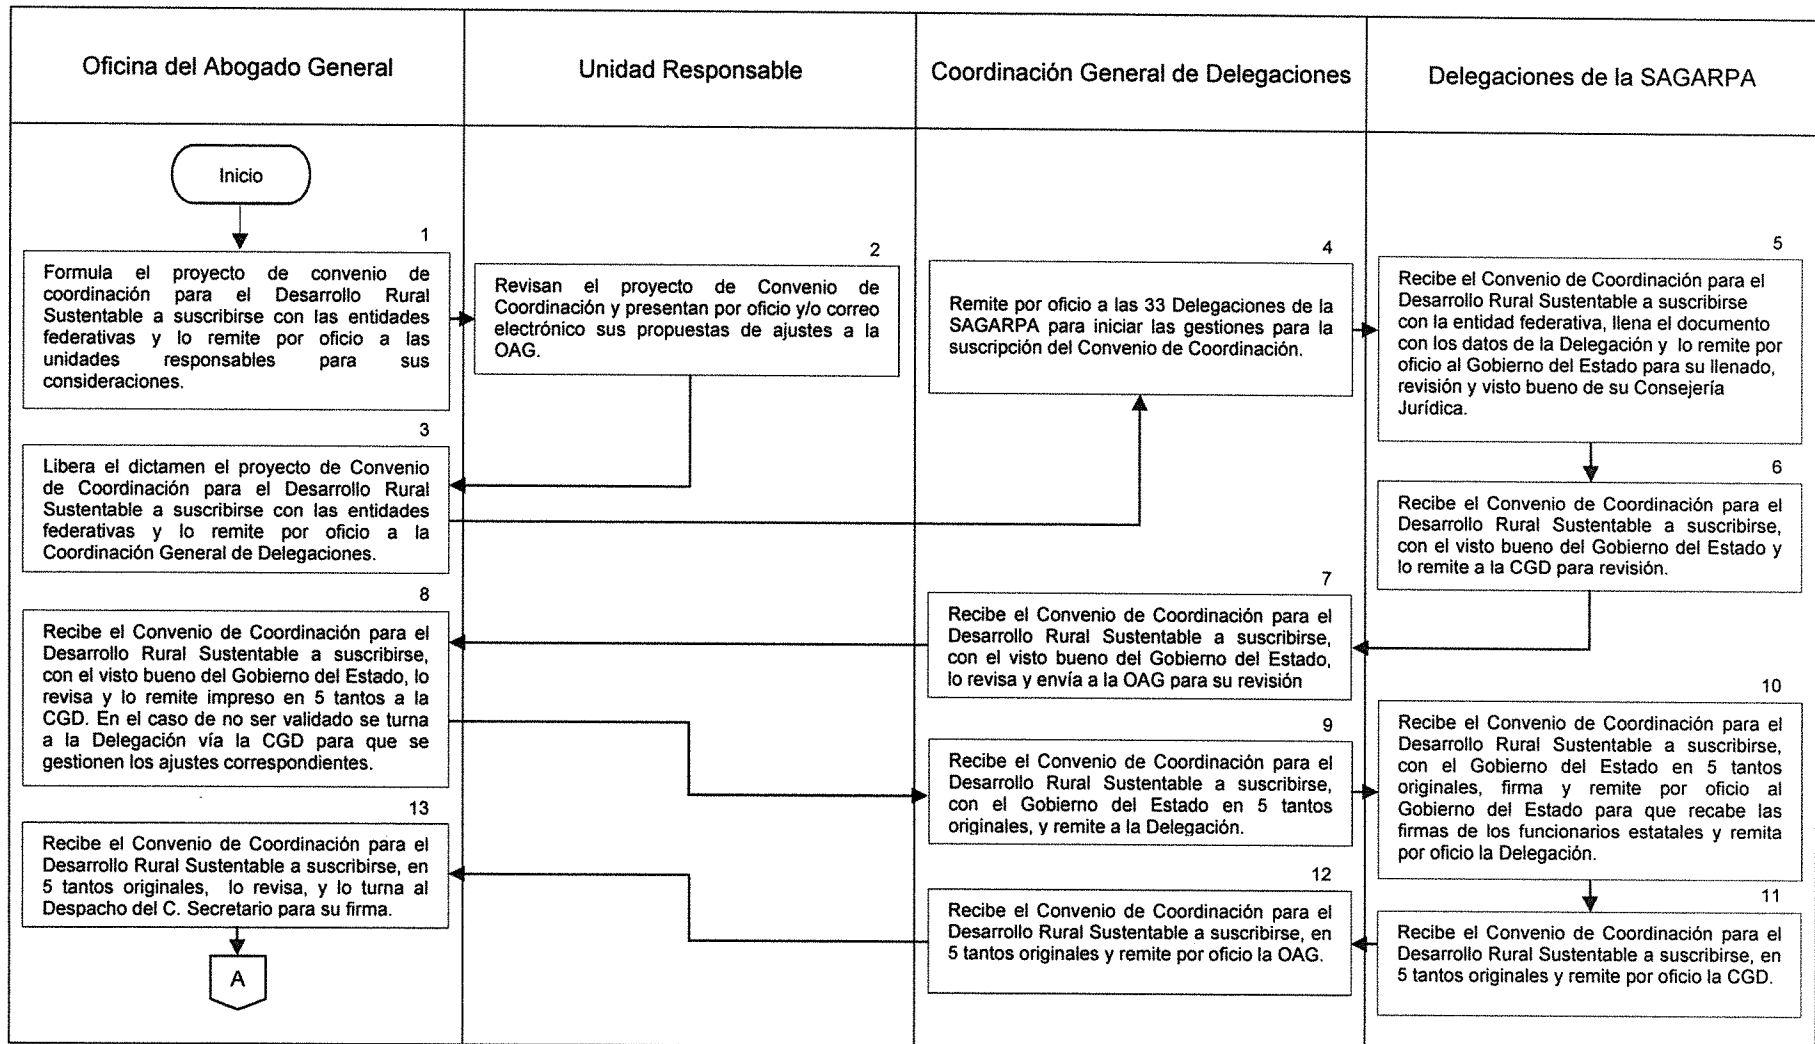 Oficina del Abogado General
Unidad Responsable
Coordinación General de Delegaciones
Delegaciones de la SAGARPA
Inicio
1
Formula el proyecto de convenio de
coordinación para el Desarrollo Rural
Sustentable a suscribirse con las entidades
federativas y lo remite por oficio a las
unidades responsables para sus
consideraciones.
2
Revisan el proyecto de Convenio de
Coordinación y presentan por oficio y/o correo
electrónico sus propuestas de ajustes a la
OAG.
3
Libera el dictamen el proyecto de Convenio
de Coordinación para el Desarrollo Rural
Sustentable a suscribirse con las entidades
federativas y lo remite por oficio a la
Coordinación General de Delegaciones.
4
Remite por oficio a las 33 Delegaciones de la
SAGARPA para iniciar las gestiones para la
suscripción del Convenio de Coordinación.
5
Recibe el Convenio de Coordinación para el
Desarrollo Rural Sustentable a suscribirse
con la entidad federativa, llena el documento
con los datos de la Delegación y lo remite por
oficio al Gobierno del Estado para su llenado,
revisión y visto bueno de su Consejería
Jurídica.
6
Recibe el Convenio de Coordinación para el
Desarrollo Rural Sustentable a suscribirse,
con el visto bueno del Gobierno del Estado y
lo remite a la CGD para revisión.
7
Recibe el Convenio de Coordinación para el
Desarrollo Rural Sustentable a suscribirse,
con el visto bueno del Gobierno del Estado,
lo revisa y envía a la OAG para su revisión
8
Recibe el Convenio de Coordinación para el
Desarrollo Rural Sustentable a suscribirse,
con el visto bueno del Gobierno del Estado, lo
revisa y lo remite impreso en 5 tantos a la
CGD. En el caso de no ser validado se turna
a la Delegación vía la CGD para que se
gestionen los ajustes correspondientes.
9
Recibe el Convenio de Coordinación para el
Desarrollo Rural Sustentable a suscribirse,
con el Gobierno del Estado en 5 tantos
originales, y remite a la Delegación.
10
Recibe el Convenio de Coordinación para el
Desarrollo Rural Sustentable a suscribirse,
con el Gobierno del Estado en 5 tantos
originales, firma y remite por oficio al
Gobierno del Estado para que recabe las
firmas de los funcionarios estatales y remita
por oficio la Delegación.
11
Recibe el Convenio de Coordinación para el
Desarrollo Rural Sustentable a suscribirse, en
5 tantos originales y remite por oficio la CGD.
12
Recibe el Convenio de Coordinación para el
Desarrollo Rural Sustentable a suscribirse, en
5 tantos originales y remite por oficio la OAG.
13
Recibe el Convenio de Coordinación para el
Desarrollo Rural Sustentable a suscribirse, en
5 tantos originales, lo revisa, y lo turna al
Despacho del C. Secretario para su firma.
A